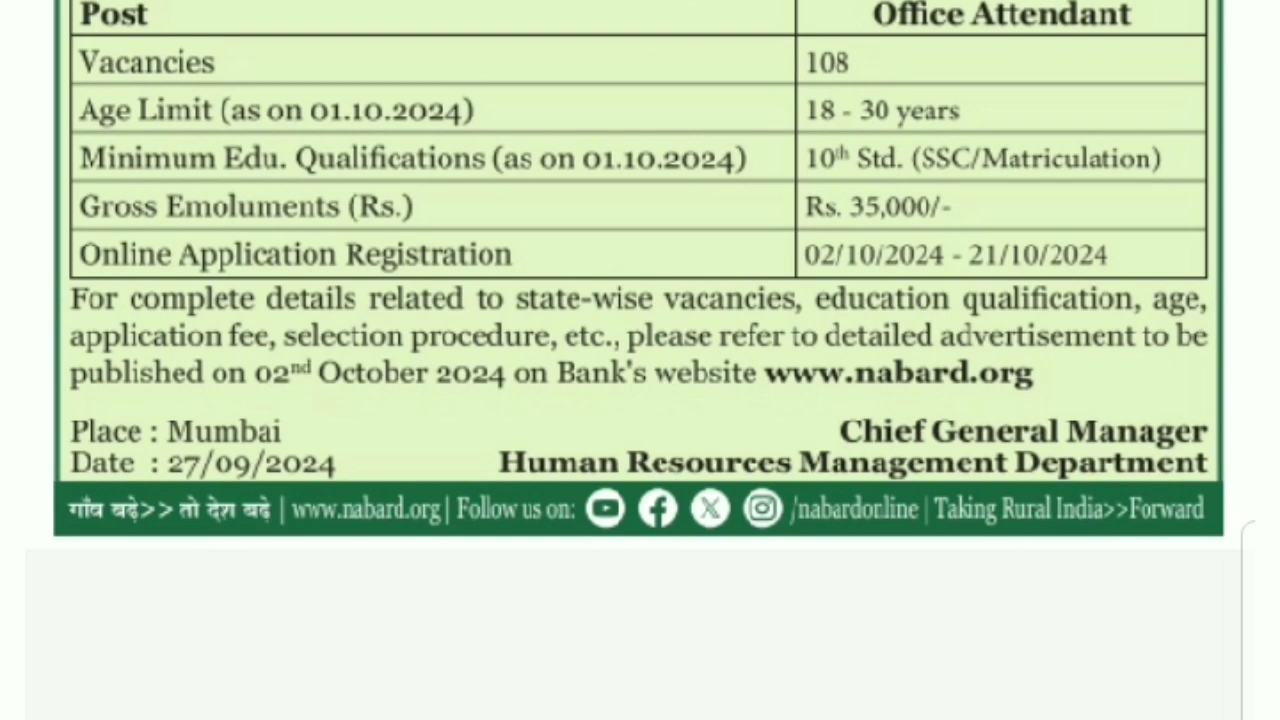 Post Office Attendant
Vacancies 108
Age Limit (as on 01.10.2024) 18 - 30 years
Minimum Edu. Qualifications (as on 01.10.2024) 10th Std. (SSC/Matriculation)
Gross Emoluments (Rs.) Rs. 35,000/-
Online Application Registration 02/10/2024 - 21/10/2024
For complete details related to state-wise vacancies, education qualification, age,
application fee, selection procedure, etc., please refer to detailed advertisement to be
published on 02nd October 2024 on Bank's website www.nabard.org
Place : Mumbai Chief General Manager
Date : 27/09/2024 Human Resources Management Department
गाँव बढ़े>> तो देश बढ़े | www.nabard.org | Follow us on: /nabardonline | Taking Rural India>>Forward